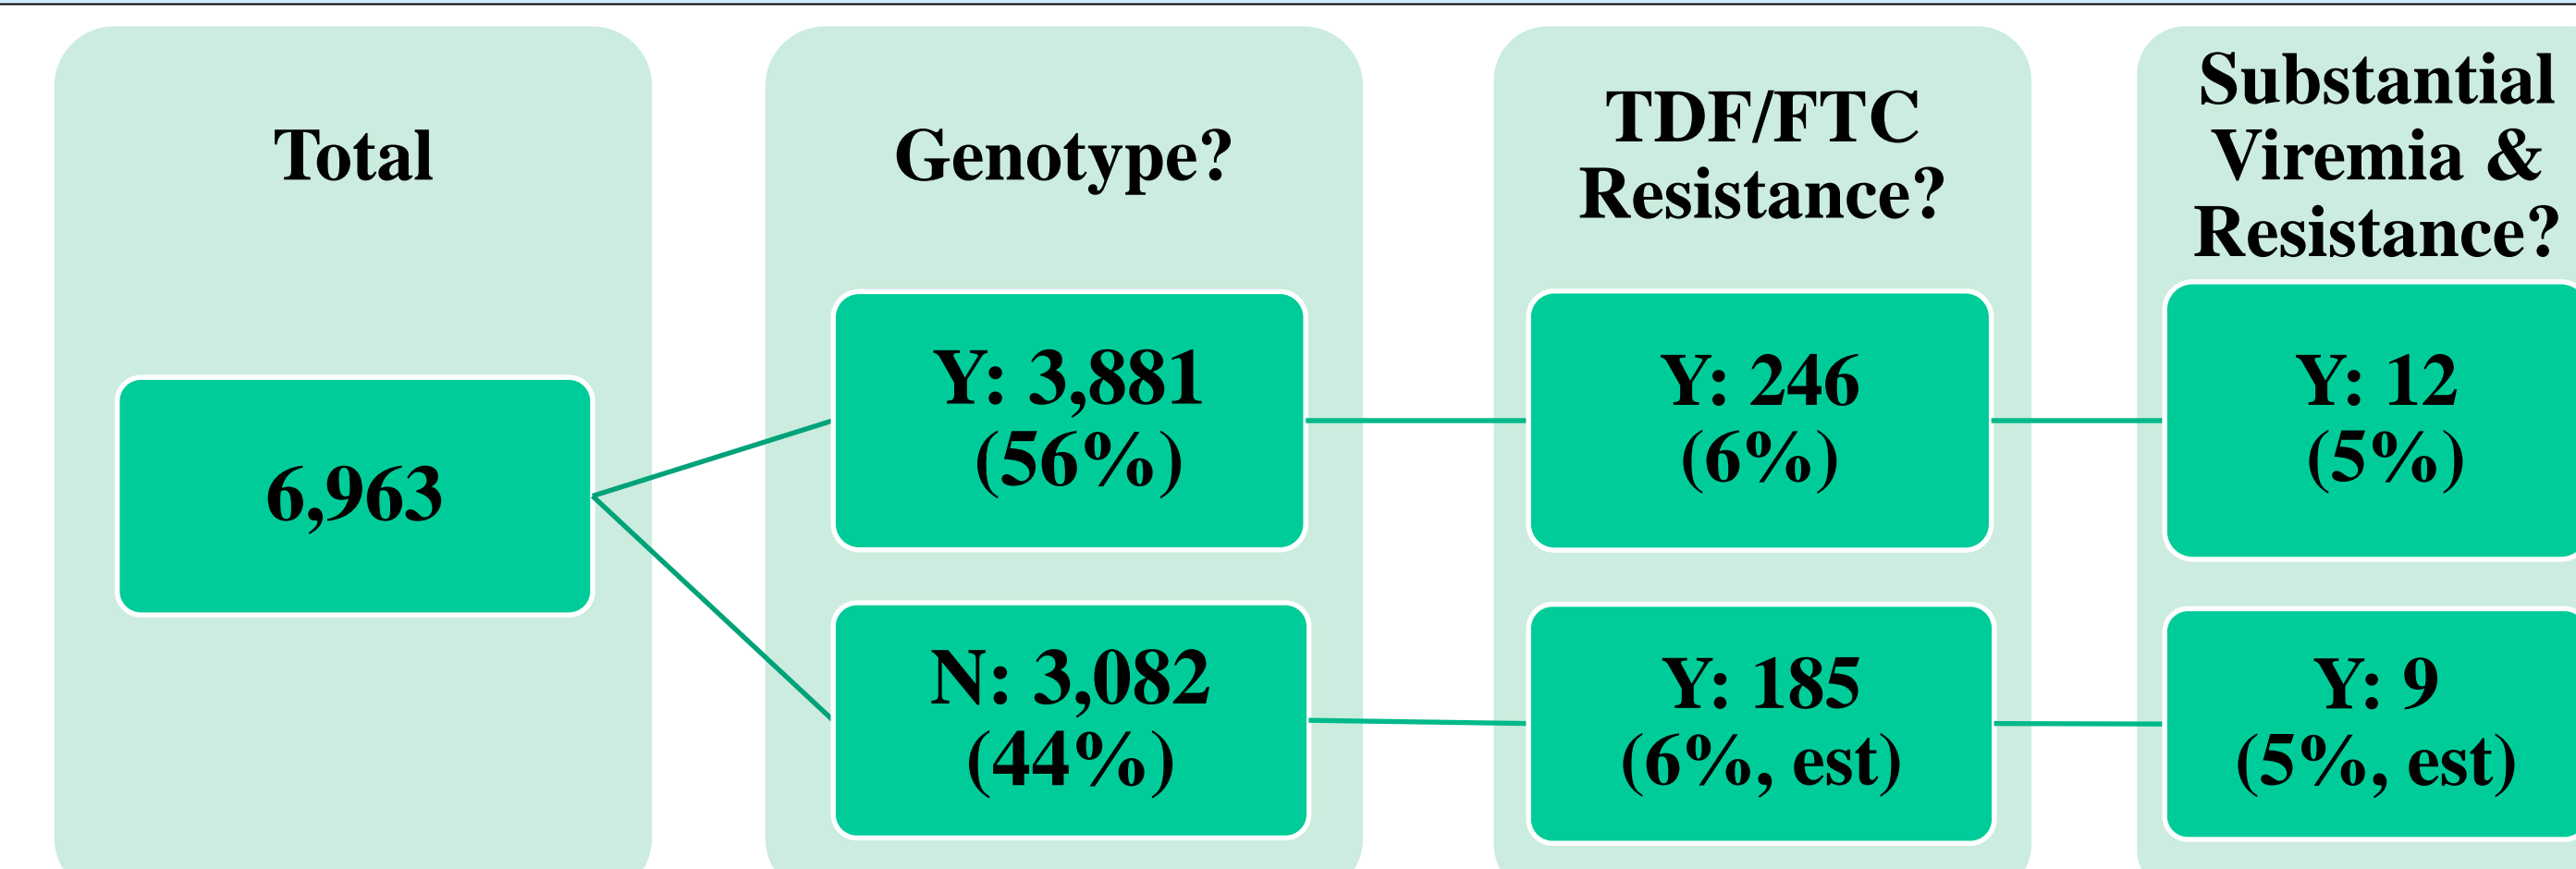 Total
6,963
Genotype?
Y: 3,881
(56%)
N: 3,082
(44%)
TDF/FTC
Resistance?
Y: 246
(6%)
Y: 185
(6%, est)
Substantial
Viremia &
Resistance?
Y: 12
(5%)
Y: 9
(5%, est)